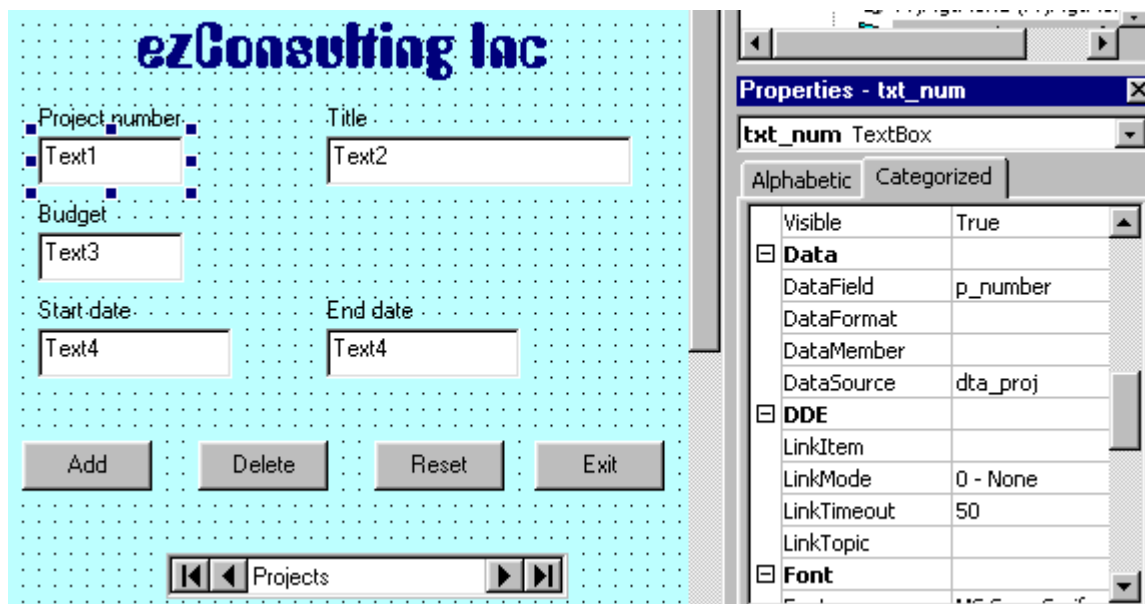 ezConsulting Inc
Project number
Title
Text1
Text2
Budget
Text3
Start date
End date
Text4
Text4
Add
Delete
Reset
Exit
Projects
Properties - txt_num
txt_num TextBox
Alphabetic
Categorized
Visible True
Data
DataField p_number
DataFormat
DataMember
DataSource dta_proj
DDE
LinkItem
LinkMode 0 - None
LinkTimeout 50
LinkTopic
Font